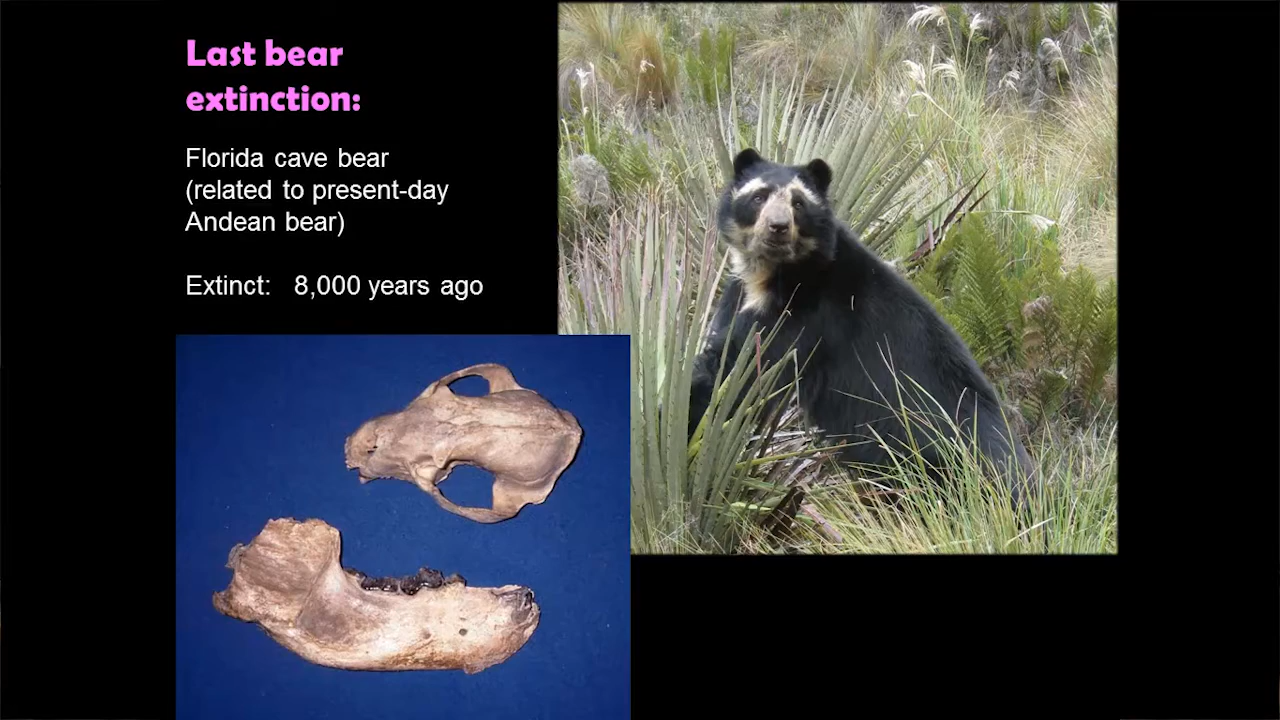 Last bear
extinction:
Florida cave bear
(related to present-day
Andean bear)
Extinct: 8,000 years ago